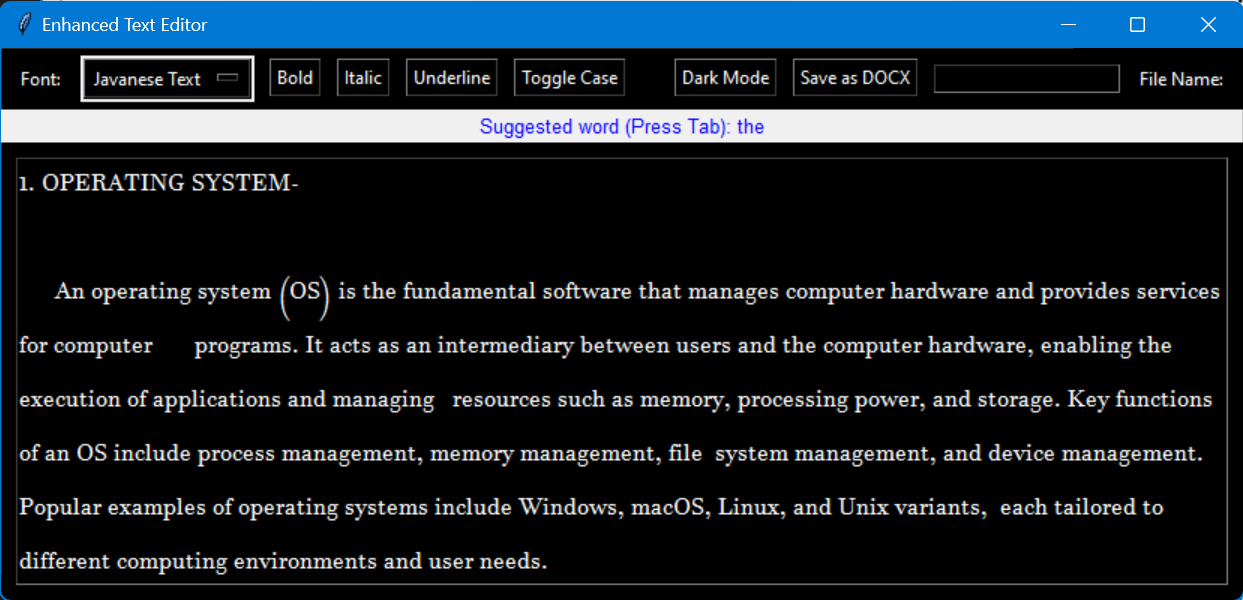 Enhanced Text Editor
Font: Javanese Text Bold Italic Underline Toggle Case Dark Mode Save as DOCX File Name:
Suggested word (Press Tab): the
1. OPERATING SYSTEM-
An operating system (OS) is the fundamental software that manages computer hardware and provides services
for computer programs. It acts as an intermediary between users and the computer hardware, enabling the
execution of applications and managing resources such as memory, processing power, and storage. Key functions
of an OS include process management, memory management, file system management, and device management.
Popular examples of operating systems include Windows, macOS, Linux, and Unix variants, each tailored to
different computing environments and user needs.